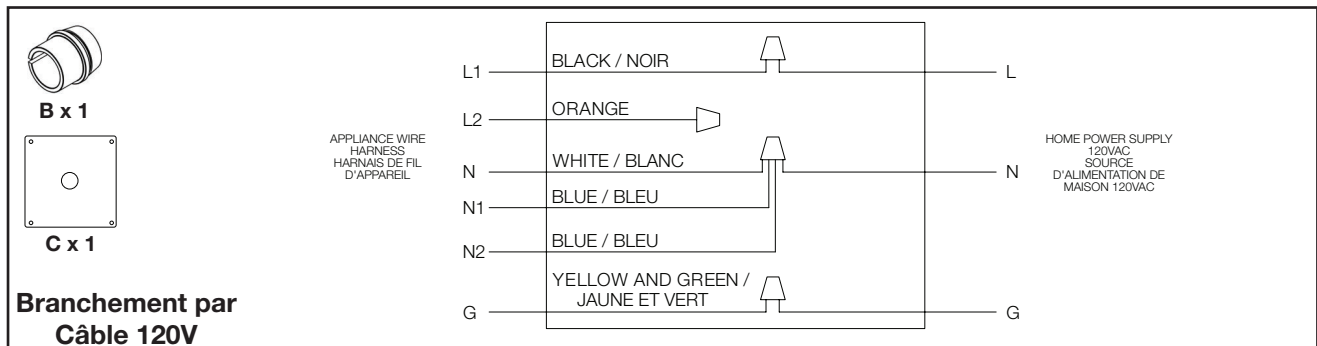 B x 1
C x 1
Branchement par
Câble 120V
APPLIANCE WIRE
HARNESS
HARNAIS DE FIL
D'APPAREIL
L1
BLACK / NOIR
L
L2
ORANGE
N
WHITE / BLANC
N
N1
BLUE / BLEU
N2
BLUE / BLEU
YELLOW AND GREEN /
JAUNE ET VERT
G
G
HOME POWER SUPPLY
120VAC
SOURCE
D'ALIMENTATION DE
MAISON 120VAC